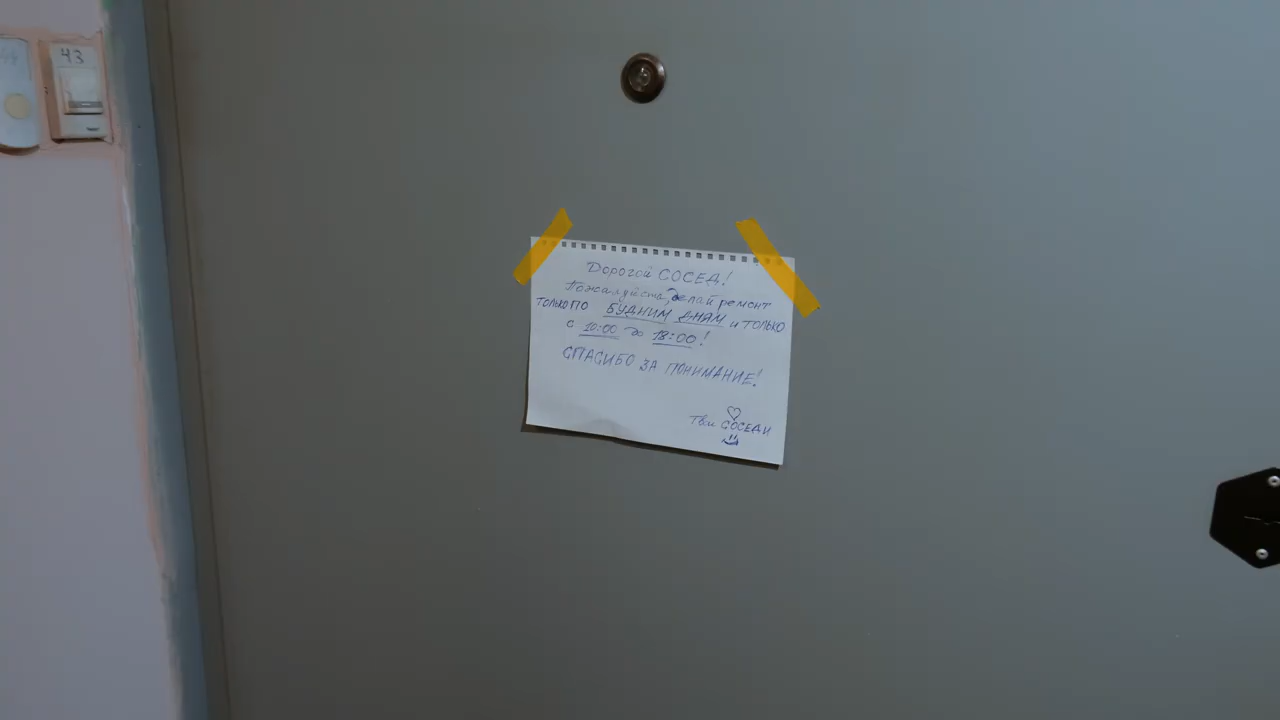 44
43
Дорогой СОСЕД!
Пожалуйста, делай ремонт
ТОЛЬКО ПО БУДНИМ ДНЯМ и ТОЛЬКО
с 10:00 до 18:00!
СПАСИБО ЗА ПОНИМАНИЕ!
Твои СОСЕДИ